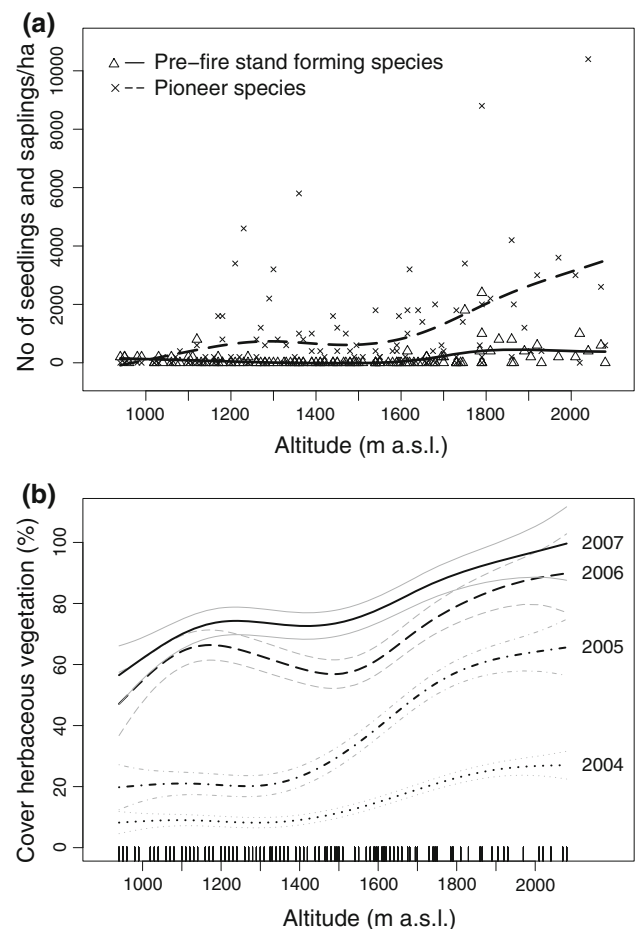 (a)
No of seedlings and saplings/ha
10000
8000
6000
4000
2000
0
Pre−fire stand forming species
Pioneer species
1000 1200 1400 1600 1800 2000
Altitude (m a.s.l.)
(b)
Cover herbaceous vegetation (%)
100
80
60
40
20
0
2007
2006
2005
2004
1000 1200 1400 1600 1800 2000
Altitude (m a.s.l.)